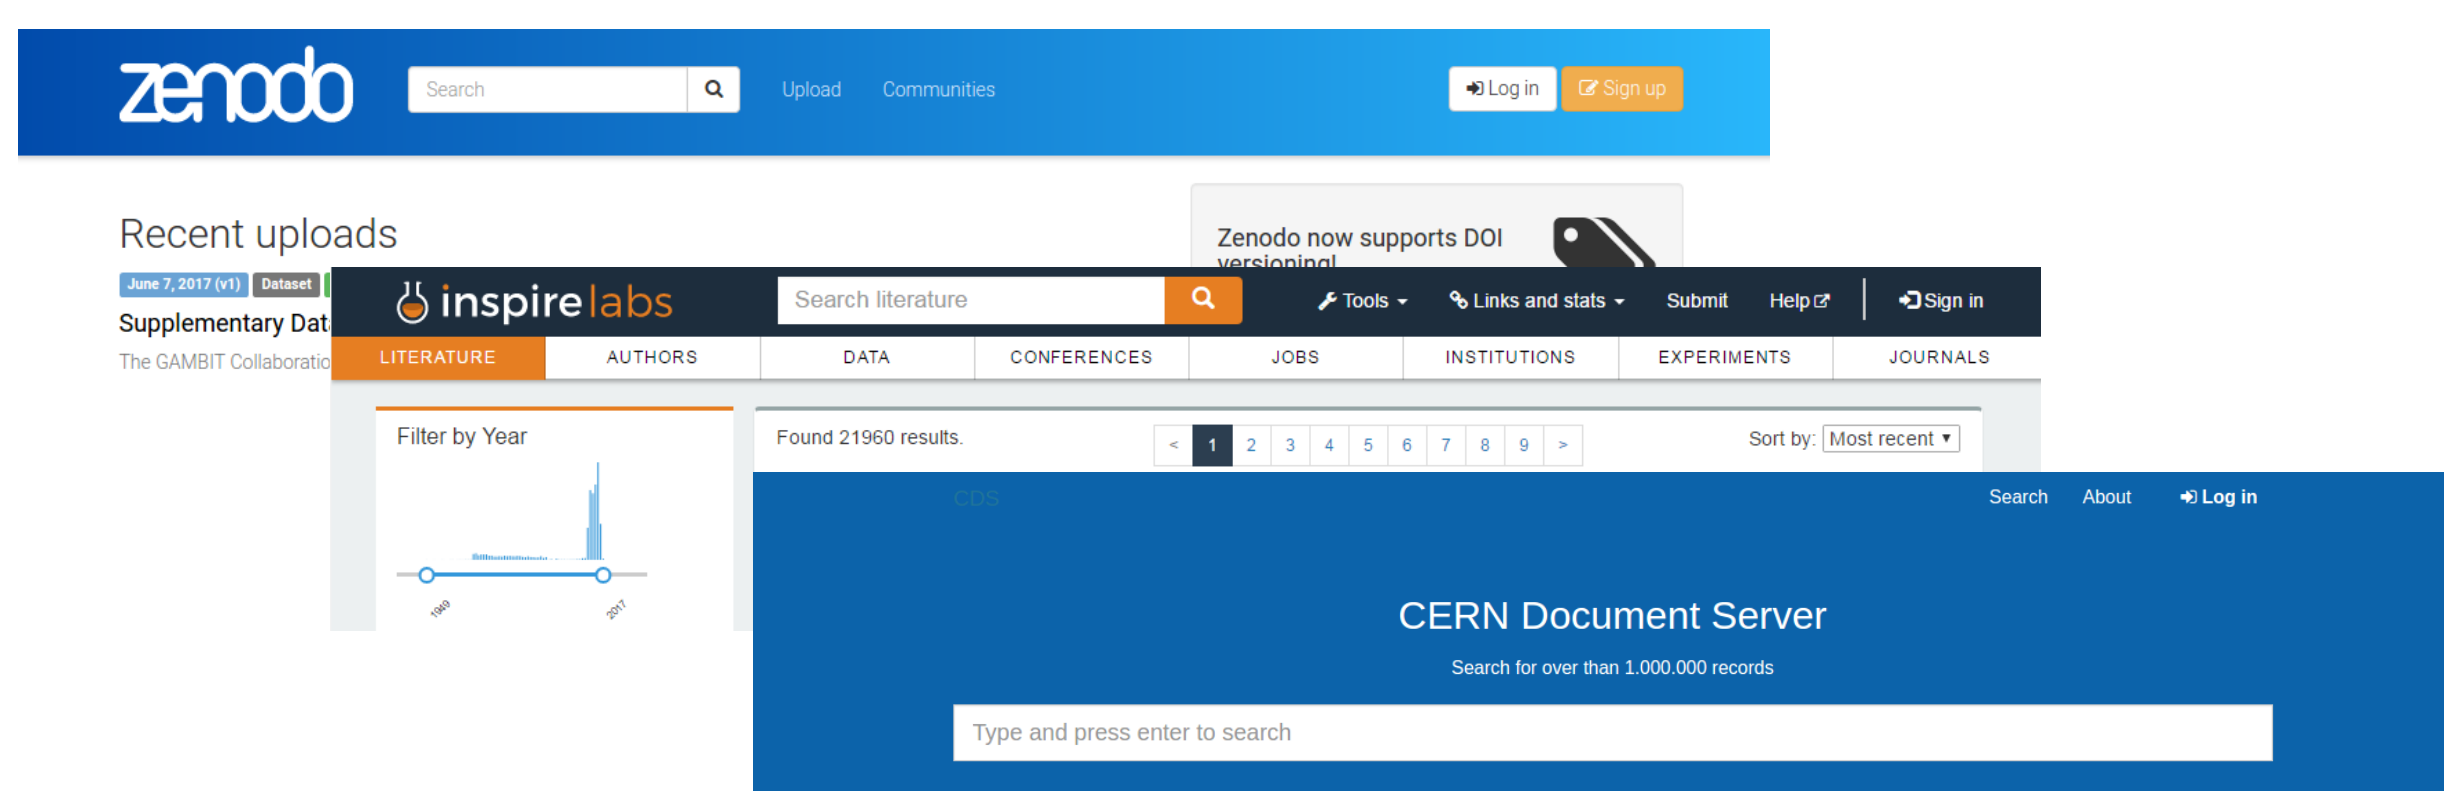 zenodo
Search
Upload Communities
Log in
Sign up
Recent uploads
June 7, 2017 (v1) Dataset
Supplementary Dat
The GAMBIT Collaboratio
Zenodo now supports DOI
versioning!
inspire labs
Search literature
Tools Links and stats Submit Help Sign in
LITERATURE AUTHORS DATA CONFERENCES JOBS INSTITUTIONS EXPERIMENTS JOURNALS
Filter by Year
1949 2017
Found 21960 results.
< 1 2 3 4 5 6 7 8 9 >
Sort by: Most recent
CDS
Search About Log in
CERN Document Server
Search for over than 1.000.000 records
Type and press enter to search